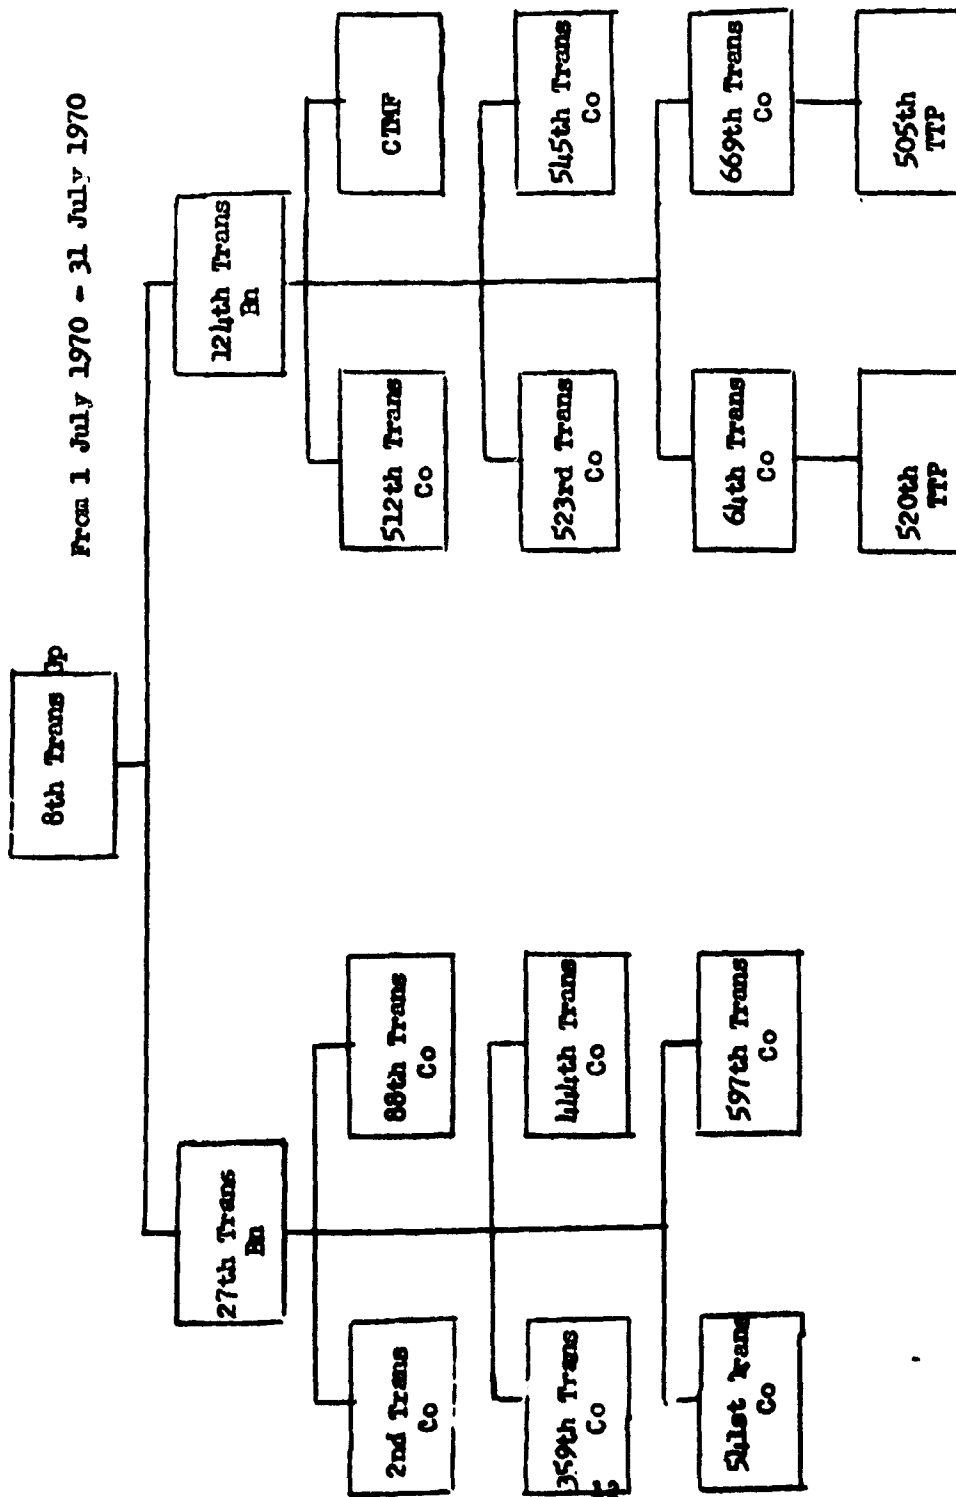 8th Trans Gp
From 1 July 1970 - 31 July 1970
27th Trans
Bn
124th Trans
Bn
2nd Trans
Co
88th Trans
Co
512th Trans
Co
CTMF
359th Trans
Co
444th Trans
Co
523rd Trans
Co
545th Trans
Co
541st Trans
Co
597th Trans
Co
64th Trans
Co
669th Trans
Co
520th
TTP
505th
TTP